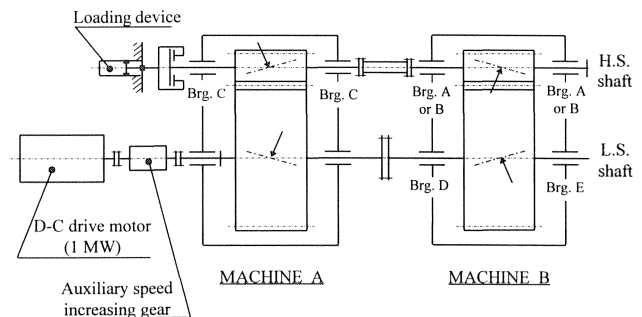 Loading device
H.S.
shaft
Brg. C
Brg. C
Brg. A
or B
Brg. A
or B
L.S.
shaft
Brg. D
Brg. E
D-C drive motor
(1 MW)
MACHINE A
MACHINE B
Auxiliary speed
increasing gear